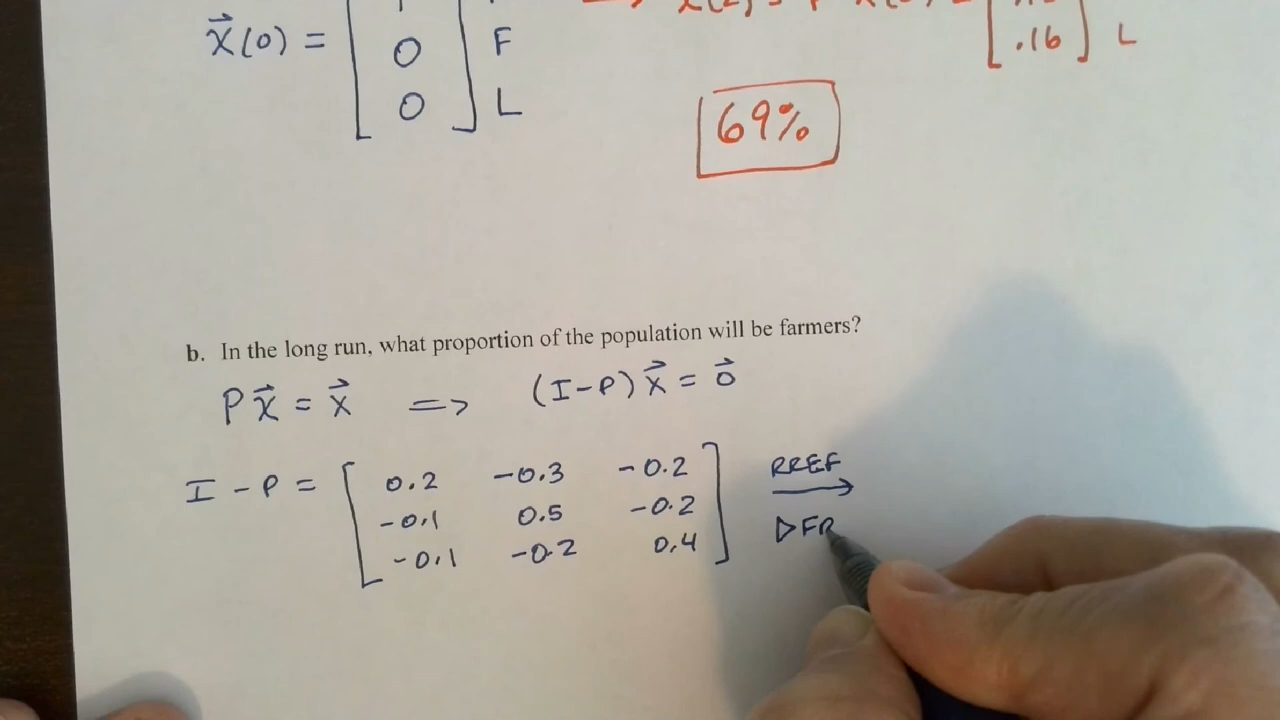 x⃗(0) = [ 0 ] F
0 L
.16 ] L
69%
b. In the long run, what proportion of the population will be farmers?
Px⃗ = x⃗ => (I-P)x⃗ = 0⃗
I - P = [ 0.2 -0.3 -0.2 ] RREF
-0.1 0.5 -0.2
-0.1 -0.2 0.4 ▷FR